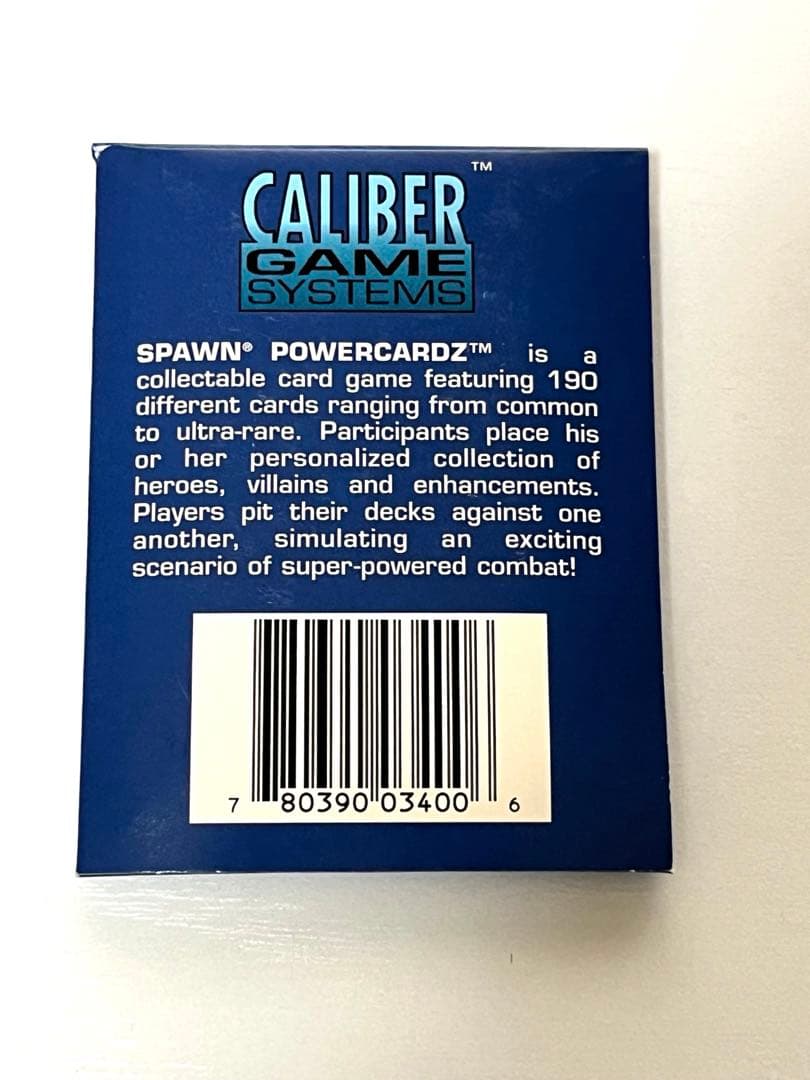 CALIBER™
GAME
SYSTEMS
SPAWN® POWERCARDZ™ is a
collectable card game featuring 190
different cards ranging from common
to ultra-rare. Participants place his
or her personalized collection of
heroes, villains and enhancements.
Players pit their decks against one
another, simulating an exciting
scenario of super-powered combat!
7 80390 03400 6